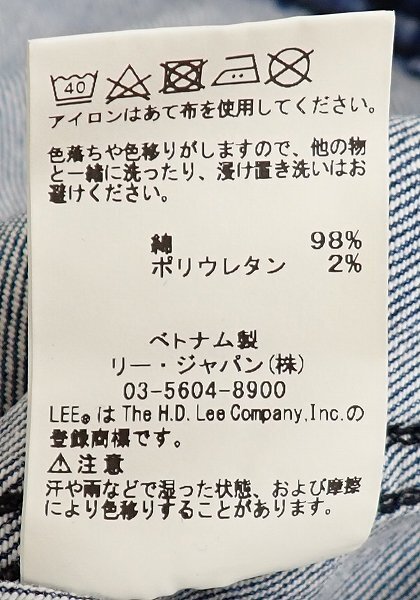 40
アイロンはあて布を使用してください。
色落ちや色移りがしますので、他の物
と一緒に洗ったり、浸け置き洗いはお
避けください。
綿 98%
ポリウレタン 2%
ベトナム製
リー・ジャパン(株)
03-5604-8900
LEE®は The H.D. Lee Company, Inc.の
登録商標です。
⚠注意
汗や雨などで湿った状態、および摩擦
により色移りすることがあります。